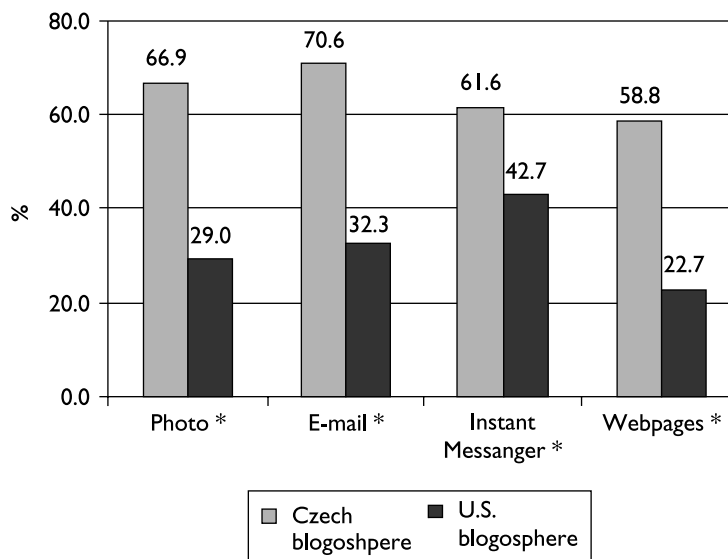 80.0
60.0
40.0
20.0
0.0
%
66.9
29.0
70.6
32.3
61.6
42.7
58.8
22.7
Photo *
E-mail *
Instant
Messanger *
Webpages *
Czech
blogoshpere
U.S.
blogosphere